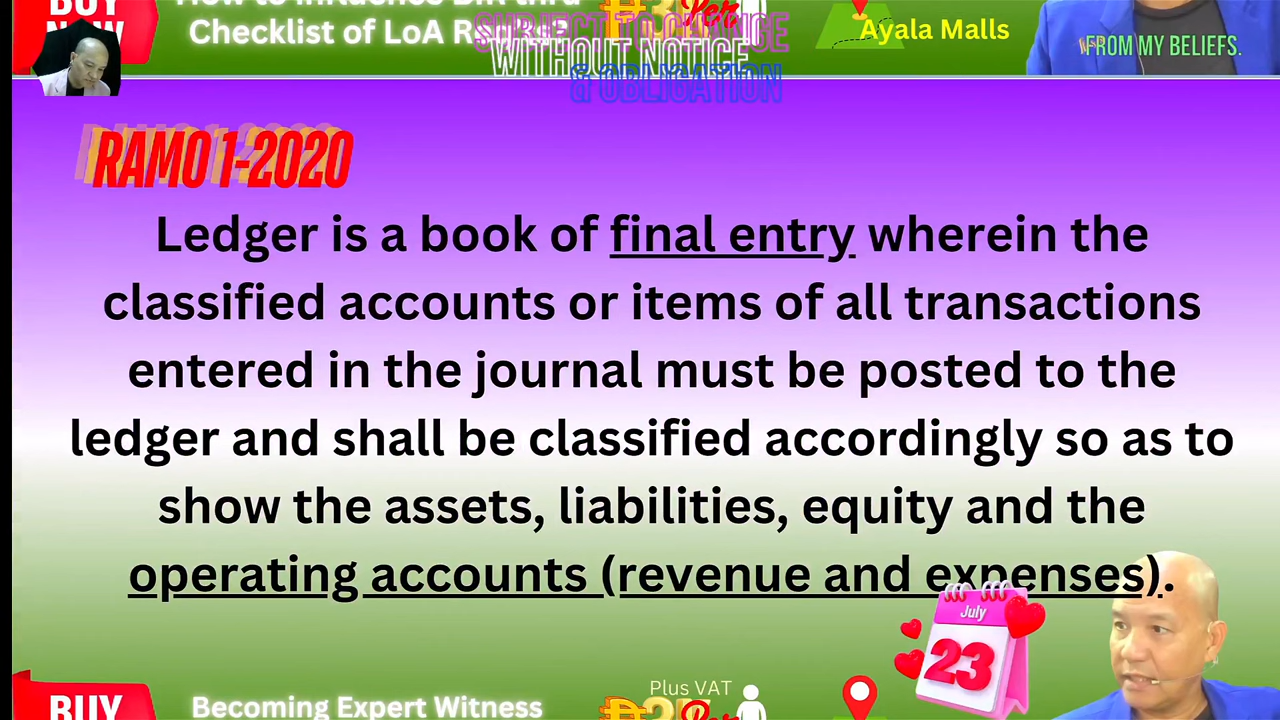 BUY
How to Influence BIR thru
Checklist of LoA
Per
SUBJECT TO CHANGE
WITHOUT NOTICE
& OBLIGATION
Ayala Malls
FROM MY BELIEFS.
RAMO 1-2020
Ledger is a book of final entry wherein the
classified accounts or items of all transactions
entered in the journal must be posted to the
ledger and shall be classified accordingly so as to
show the assets, liabilities, equity and the
operating accounts (revenue and expenses).
July
23
BUY
Becoming Expert Witness
Plus VAT
Per